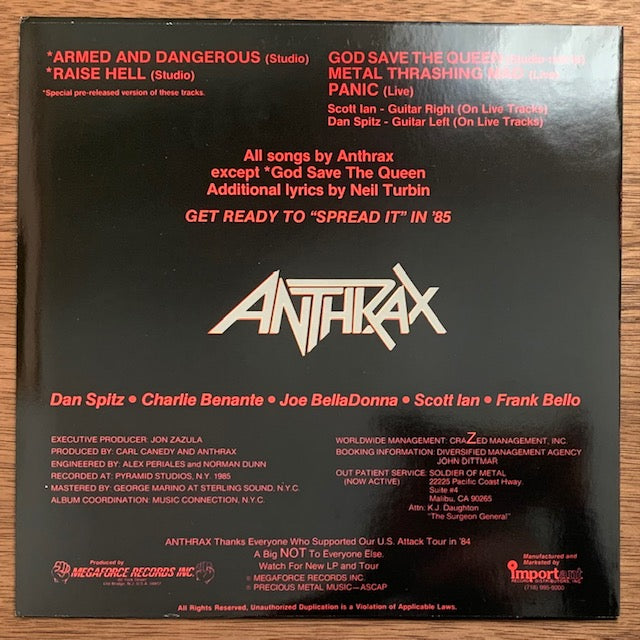 *ARMED AND DANGEROUS (Studio)
*RAISE HELL (Studio)
*Special pre-released version of these tracks.
GOD SAVE THE QUEEN
METAL THRASHING MAD (Live)
PANIC (Live)
Scott Ian - Guitar Right (On Live Tracks)
Dan Spitz - Guitar Left (On Live Tracks)
All songs by Anthrax
except *God Save The Queen
Additional lyrics by Neil Turbin
GET READY TO “SPREAD IT” IN '85
ANTHRAX
Dan Spitz • Charlie Benante • Joe BellaDonna • Scott Ian • Frank Bello
EXECUTIVE PRODUCER: JON ZAZULA
PRODUCED BY: CARL CANEDY AND ANTHRAX
ENGINEERED BY: ALEX PERIALES and NORMAN DUNN
RECORDED AT: PYRAMID STUDIOS, N.Y. 1985
MASTERED BY: GEORGE MARINO AT STERLING SOUND, N.V.C.
ALBUM COORDINATION: MUSIC CONNECTION, N.Y.C.
WORLDWIDE MANAGEMENT: CRAZED MANAGEMENT, INC.
BOOKING INFORMATION: DIVERSIFIED MANAGEMENT AGENCY
JOHN DITTMAR
OUT PATIENT SERVICE: SOLDIER OF METAL
(NOW ACTIVE) 22225 Pacific Coast Hwy.
Suite #4
Malibu, CA 90265
Attn: K.J. Daughton
"The Surgeon General"
ANTHRAX Thanks Everyone Who Supported Our U.S. Attack Tour in '84
A Big NOT To Everyone Else.
Watch For New LP and Tour
℗ MEGAFORCE RECORDS INC.
© PRECIOUS METAL MUSIC—ASCAP
Produced by
MEGAFORCE RECORDS INC.
Manufactured and
Marketed by
important
RECORD DISTRIBUTORS, INC.
(718) 995-9200
All Rights Reserved, Unauthorized Duplication is a Violation of Applicable Laws.